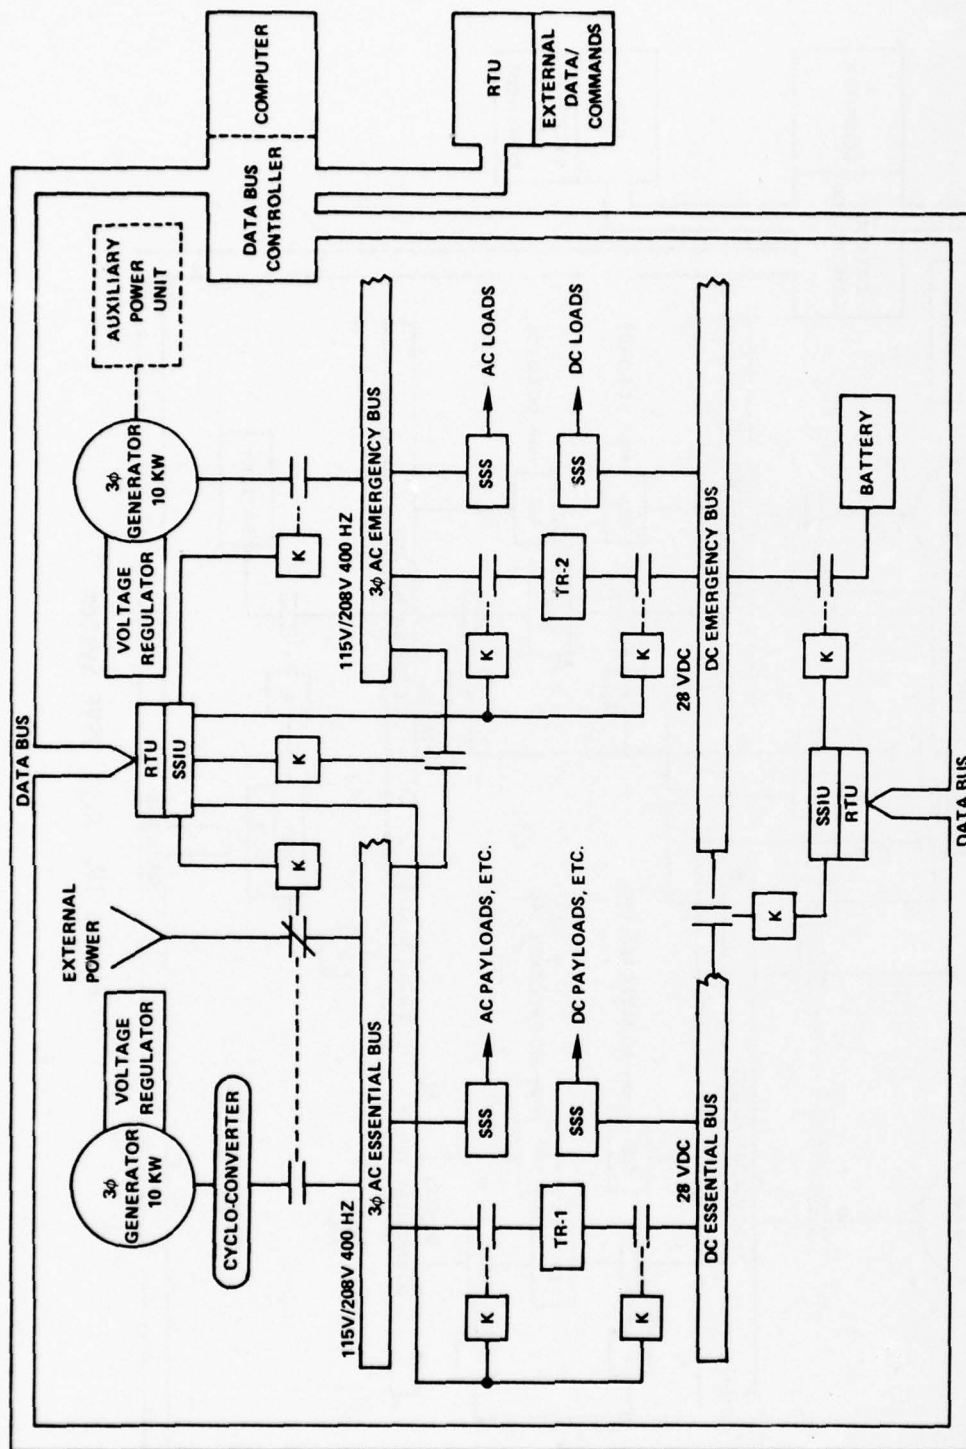 DATA BUS
3ϕ
GENERATOR
10 KW
VOLTAGE
REGULATOR
CYCLO-CONVERTER
EXTERNAL
POWER
K
RTU
SSIU
K
K
VOLTAGE
REGULATOR
3ϕ
GENERATOR
10 KW
AUXILIARY
POWER
UNIT
DATA BUS
CONTROLLER
COMPUTER
RTU
EXTERNAL
DATA/
COMMANDS
115V/208V 400 HZ
3ϕ AC ESSENTIAL BUS
115V/208V 400 HZ
3ϕ AC EMERGENCY BUS
K
TR-1
K
SSS
AC PAYLOADS, ETC.
SSS
DC PAYLOADS, ETC.
K
TR-2
K
SSS
AC LOADS
SSS
DC LOADS
28 VDC
DC ESSENTIAL BUS
28 VDC
DC EMERGENCY BUS
K
SSIU
RTU
K
BATTERY
DATA BUS